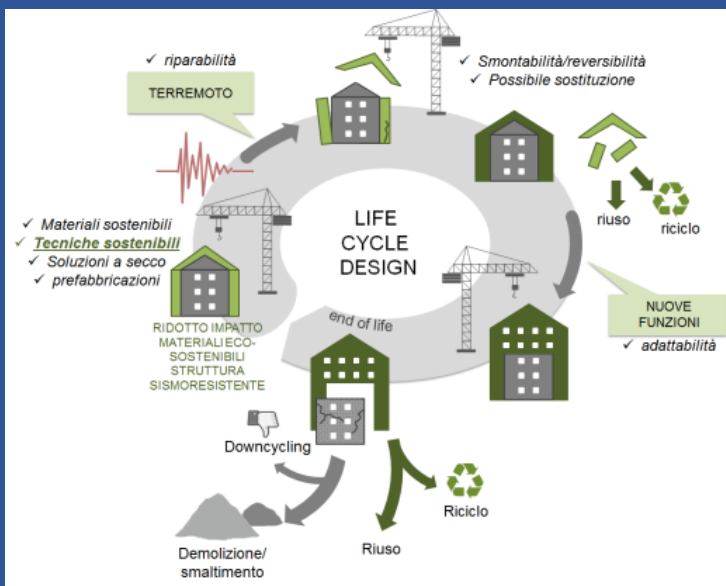 ✓ riparabilità
TERREMOTO
✓ Smontabilità/reversibilità
✓ Possibile sostituzione
riuso
riciclo
✓ Materiali sostenibili
✓ Tecniche sostenibili
✓ Soluzioni a secco
✓ prefabbricazioni
LIFE
CYCLE
DESIGN
NUOVE
FUNZIONI
✓ adattabilità
end of life
RIDOTTO IMPATTO
MATERIALI ECO-
SOSTENIBILI
STRUTTURA
SISMORESISTENTE
Downcycling
Demolizione/
smaltimento
Riuso
Riciclo